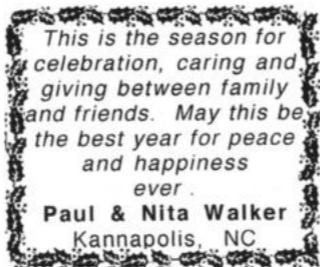 This is the season for
celebration, caring and
giving between family
and friends. May this be
the best year for peace
and happiness
ever .
Paul & Nita Walker
Kannapolis, NC